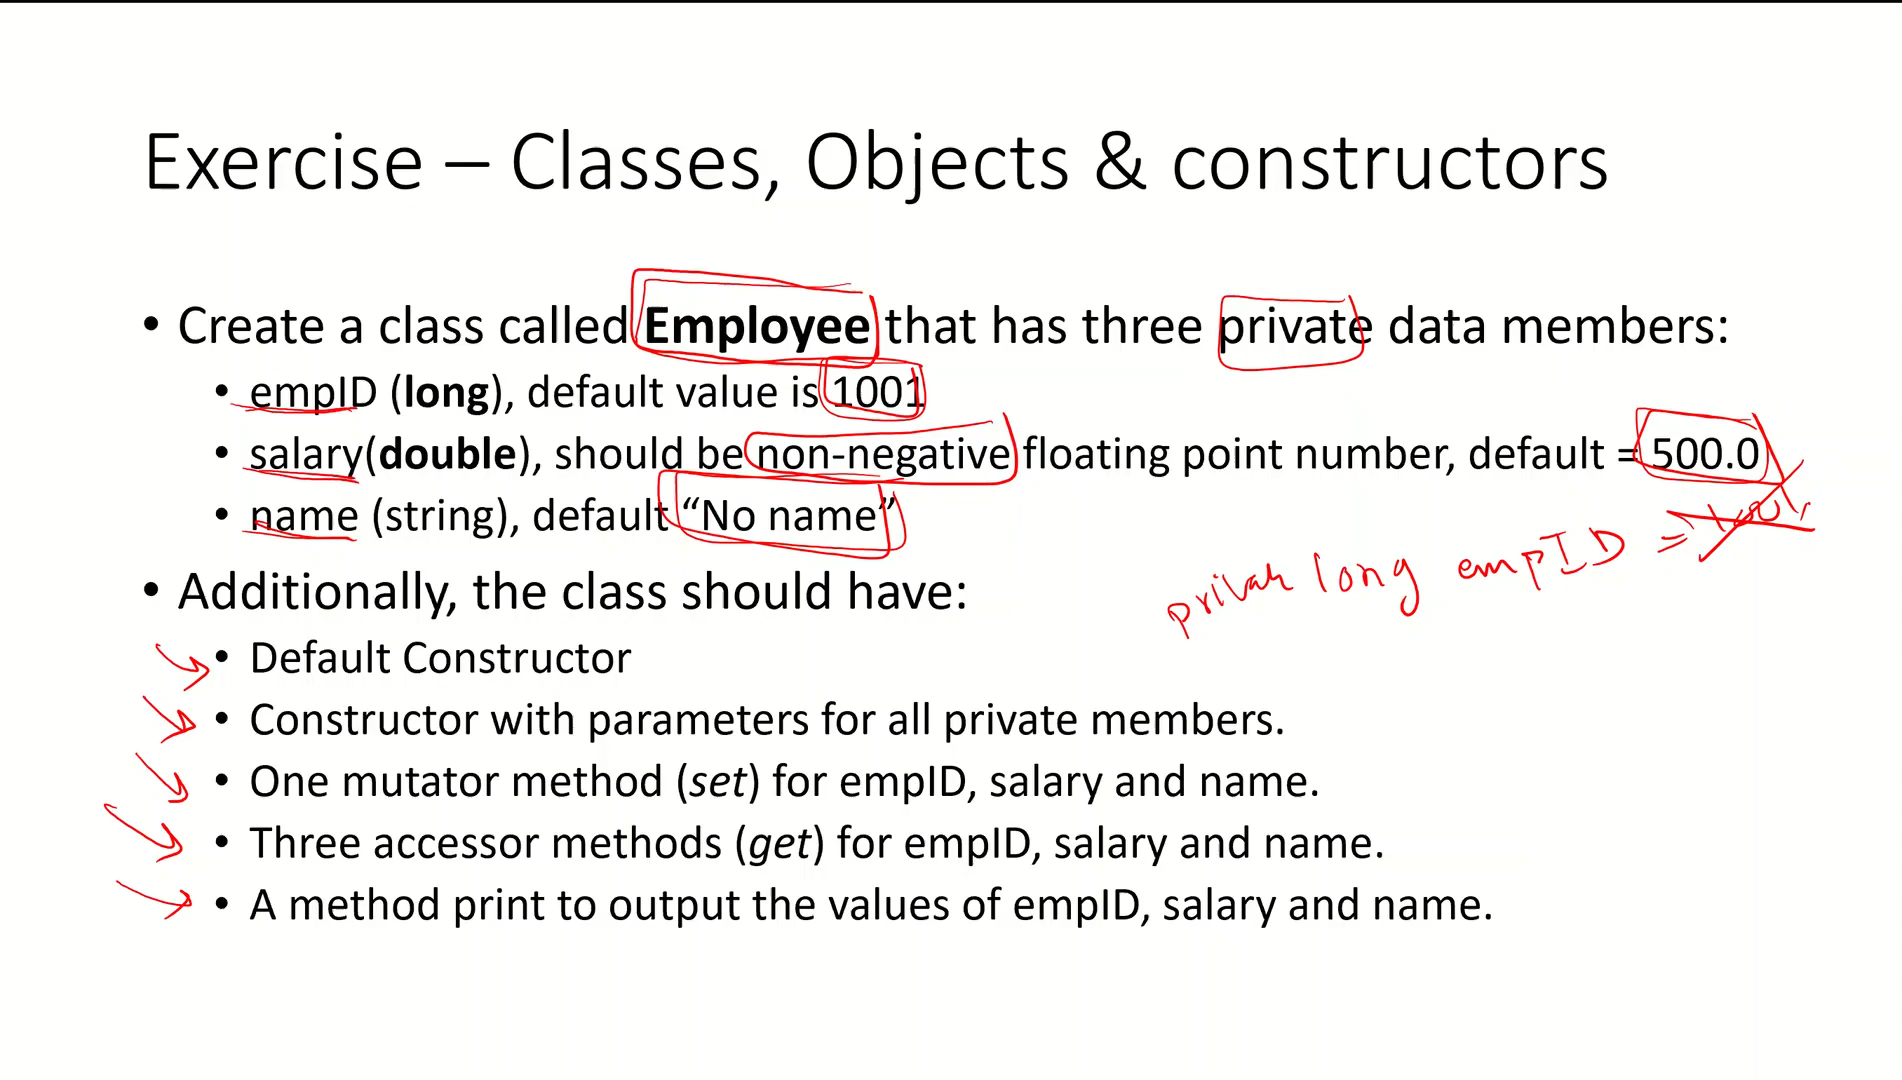 Exercise – Classes, Objects & constructors
• Create a class called Employee that has three private data members:
• empID (long), default value is 1001
• salary(double), should be non-negative floating point number, default = 500.0
• name (string), default “No name”
private long empID = 1001;
• Additionally, the class should have:
• Default Constructor
• Constructor with parameters for all private members.
• One mutator method (set) for empID, salary and name.
• Three accessor methods (get) for empID, salary and name.
• A method print to output the values of empID, salary and name.